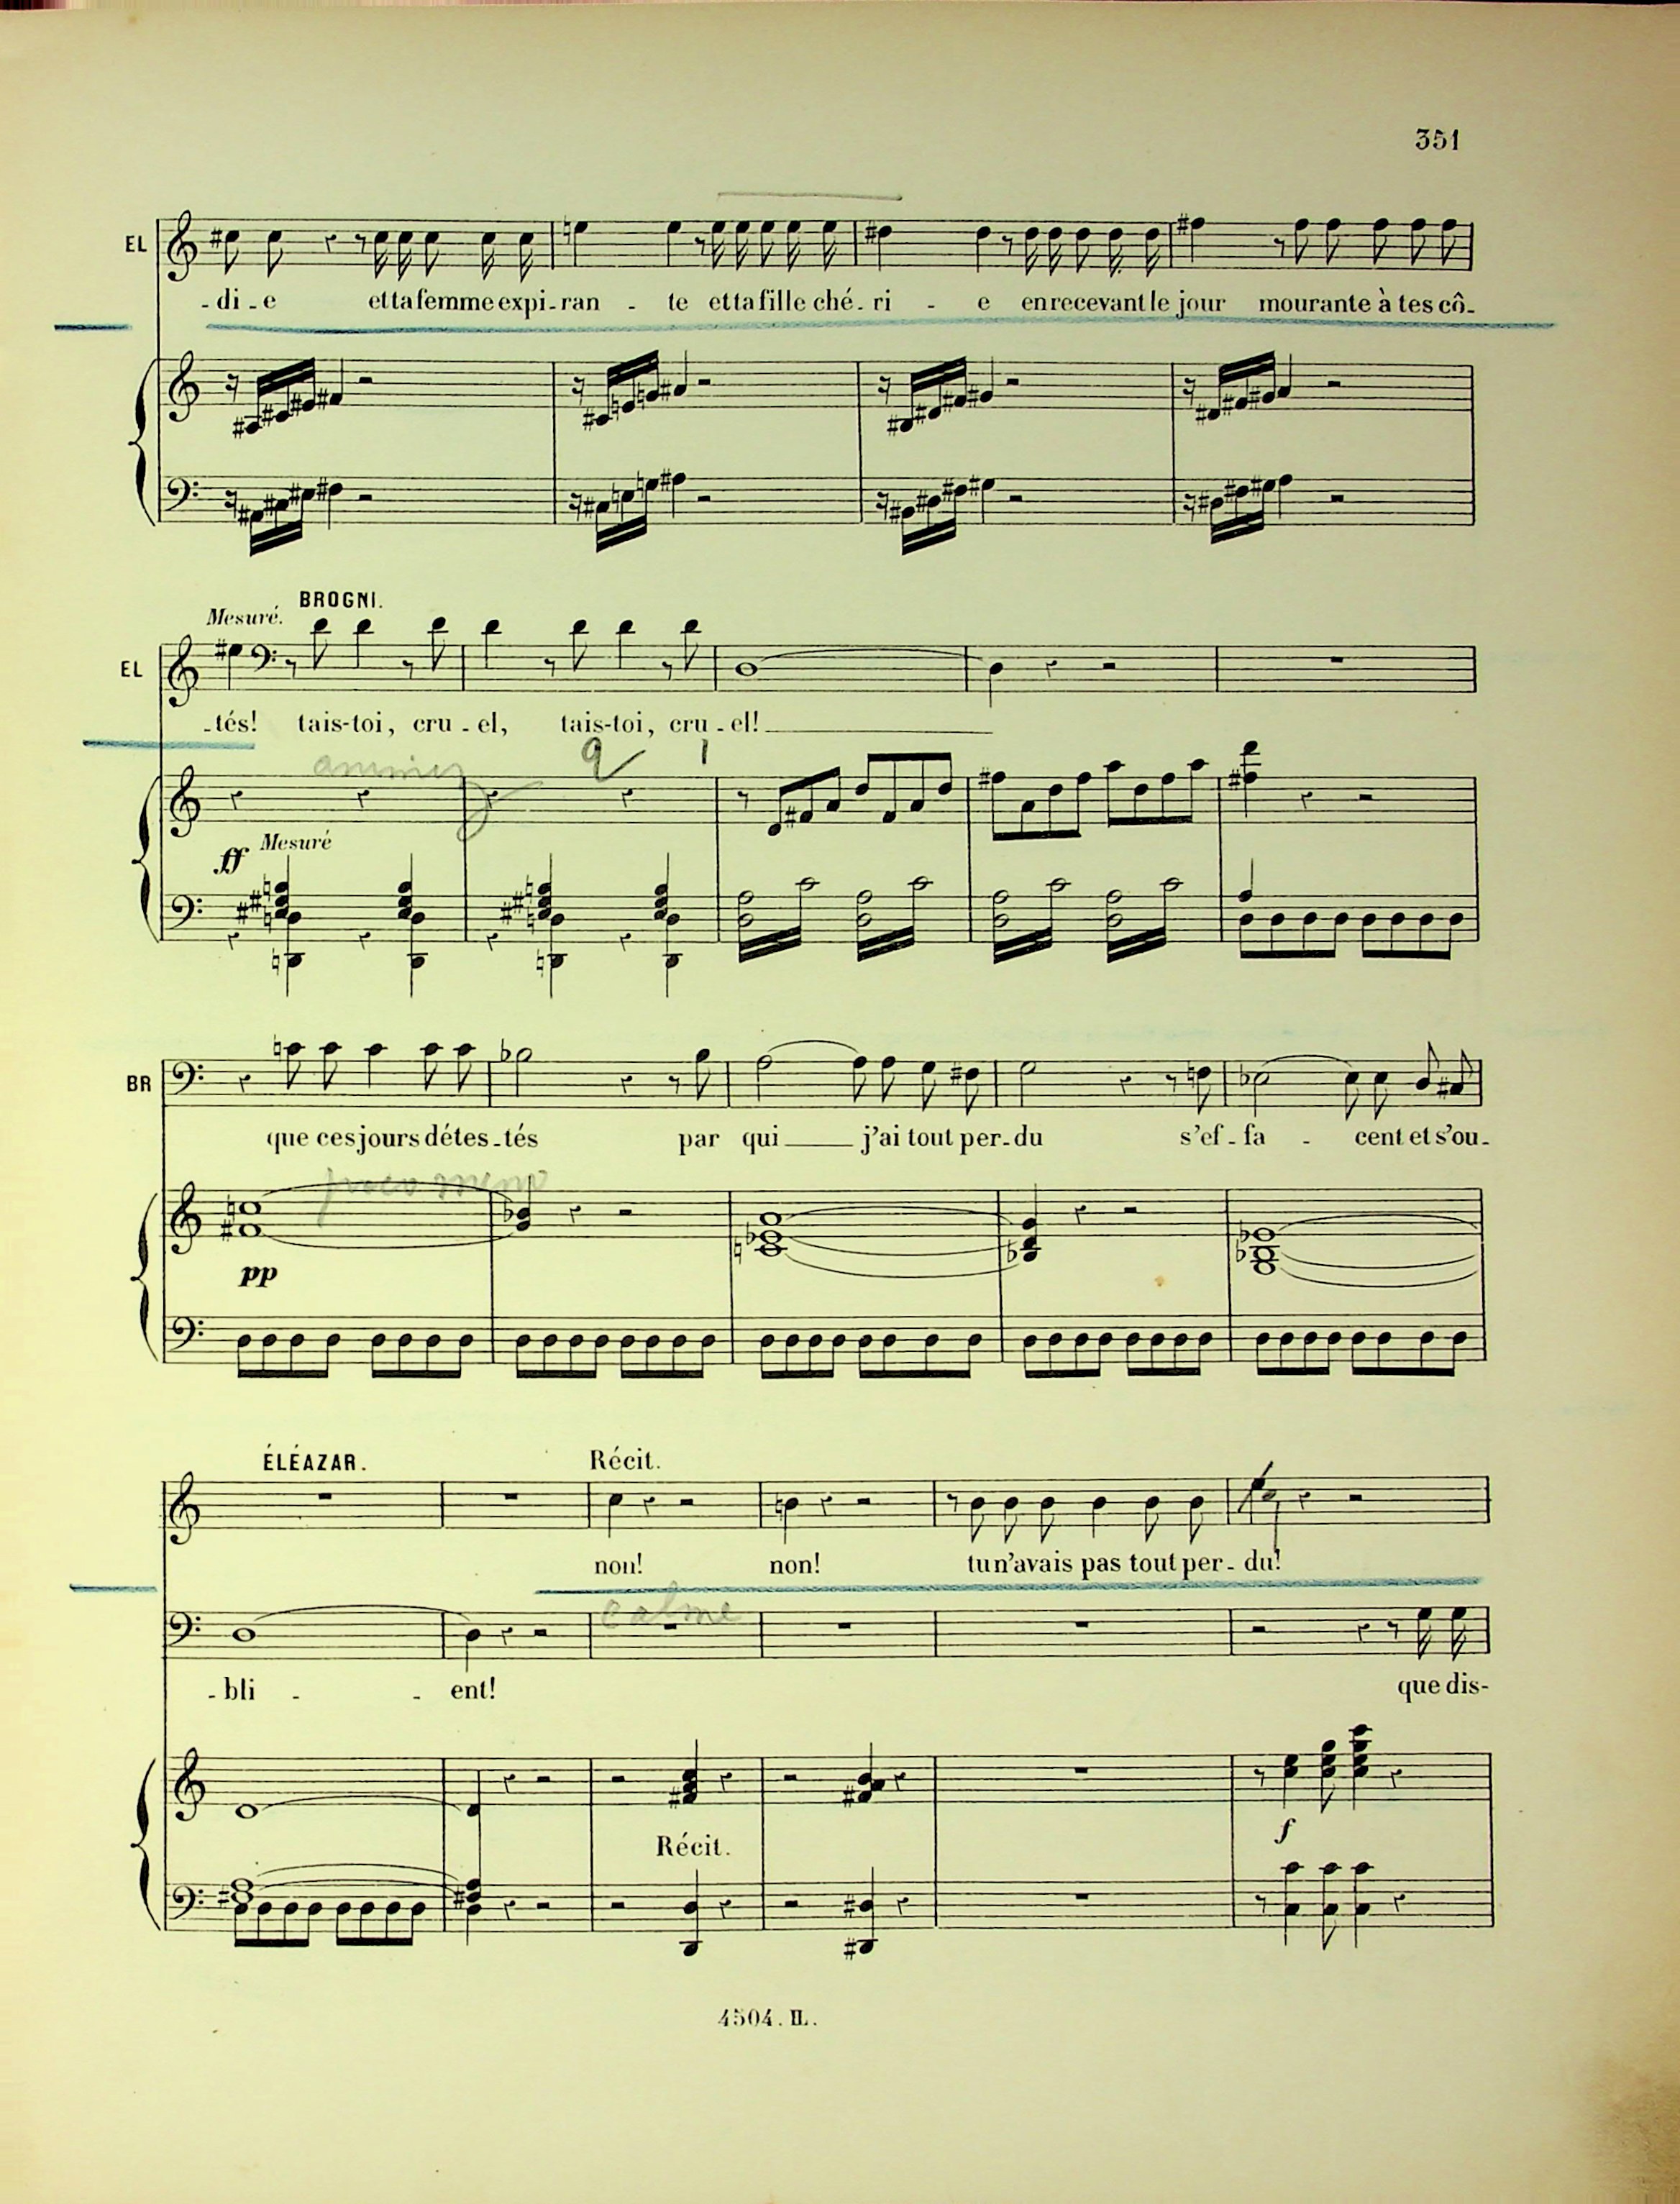 351
EL
- di - e et ta femme expi - ran - te et ta fille ché - ri - e en recevant le jour mourante à tes cô -
Mesuré.
BROGNI.
EL
- tés! tais-toi, cru - el, tais-toi, cru - el!
ff Mesuré
BR
que ces jours détes - tés par qui j'ai tout per - du s'ef - fa - cent et s'ou -
poco meno
pp
ÉLÉAZAR.
Récit.
non! non! tu n'avais pas tout per - du!
calme
- bli - ent! que dis-
f
Récit.
4504. H.